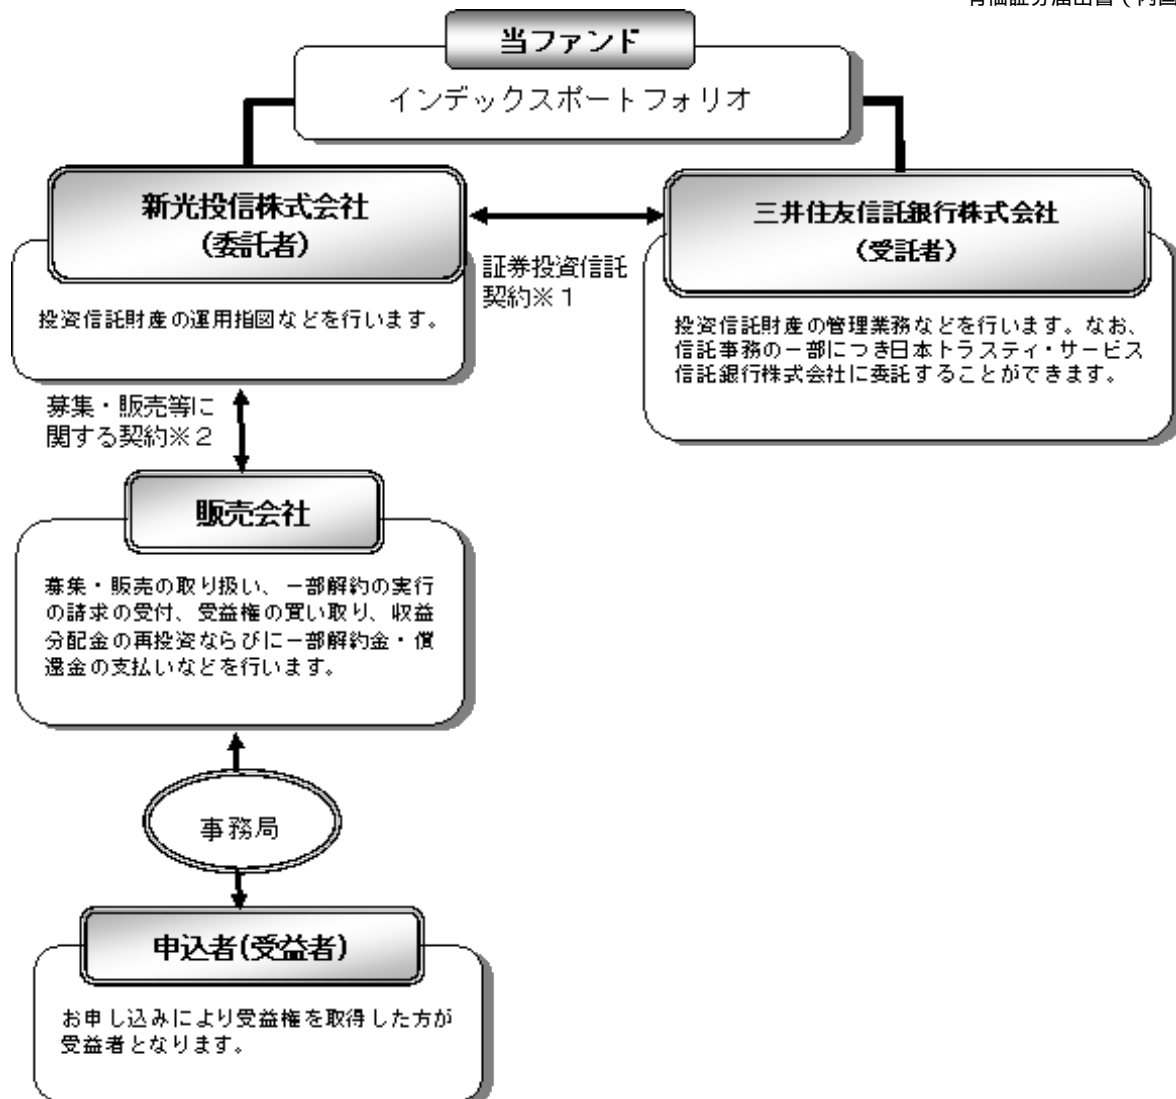 有価証券届出書（内国
当ファンド
インデックスポートフォリオ
新光投信株式会社
(委託者)
投資信託財産の運用指図などを行います。
証券投資信託
契約※１
三井住友信託銀行株式会社
(受託者)
投資信託財産の管理業務などを行います。なお、
信託事務の一部につき日本トラスティ・サービス
信託銀行株式会社に委託することができます。
募集・販売等に
関する契約※２
販売会社
募集・販売の取り扱い、一部解約の実行
の請求の受付、受益権の買い取り、収益
分配金の再投資ならびに一部解約金・償
還金の支払いなどを行います。
事務局
申込者(受益者)
お申し込みにより受益権を取得した方が
受益者となります。